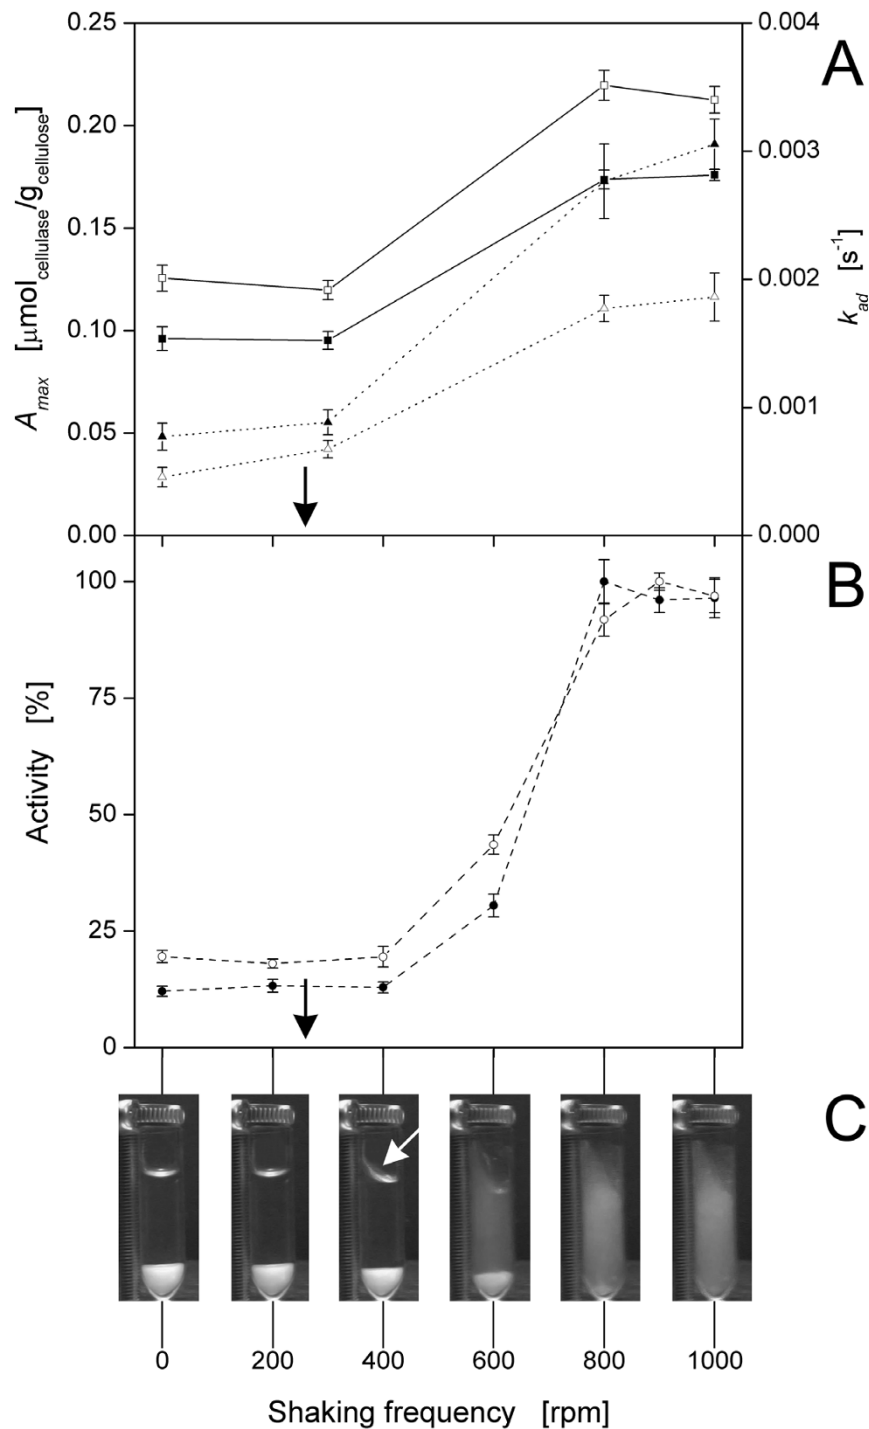 A
0.25
0.20
0.15
0.10
0.05
0.00
A_max [µmol_cellulase/g_cellulose]
0.004
0.003
0.002
0.001
0.000
k_ad [s⁻¹]
B
100
75
50
25
0
Activity [%]
C
0 200 400 600 800 1000
Shaking frequency [rpm]